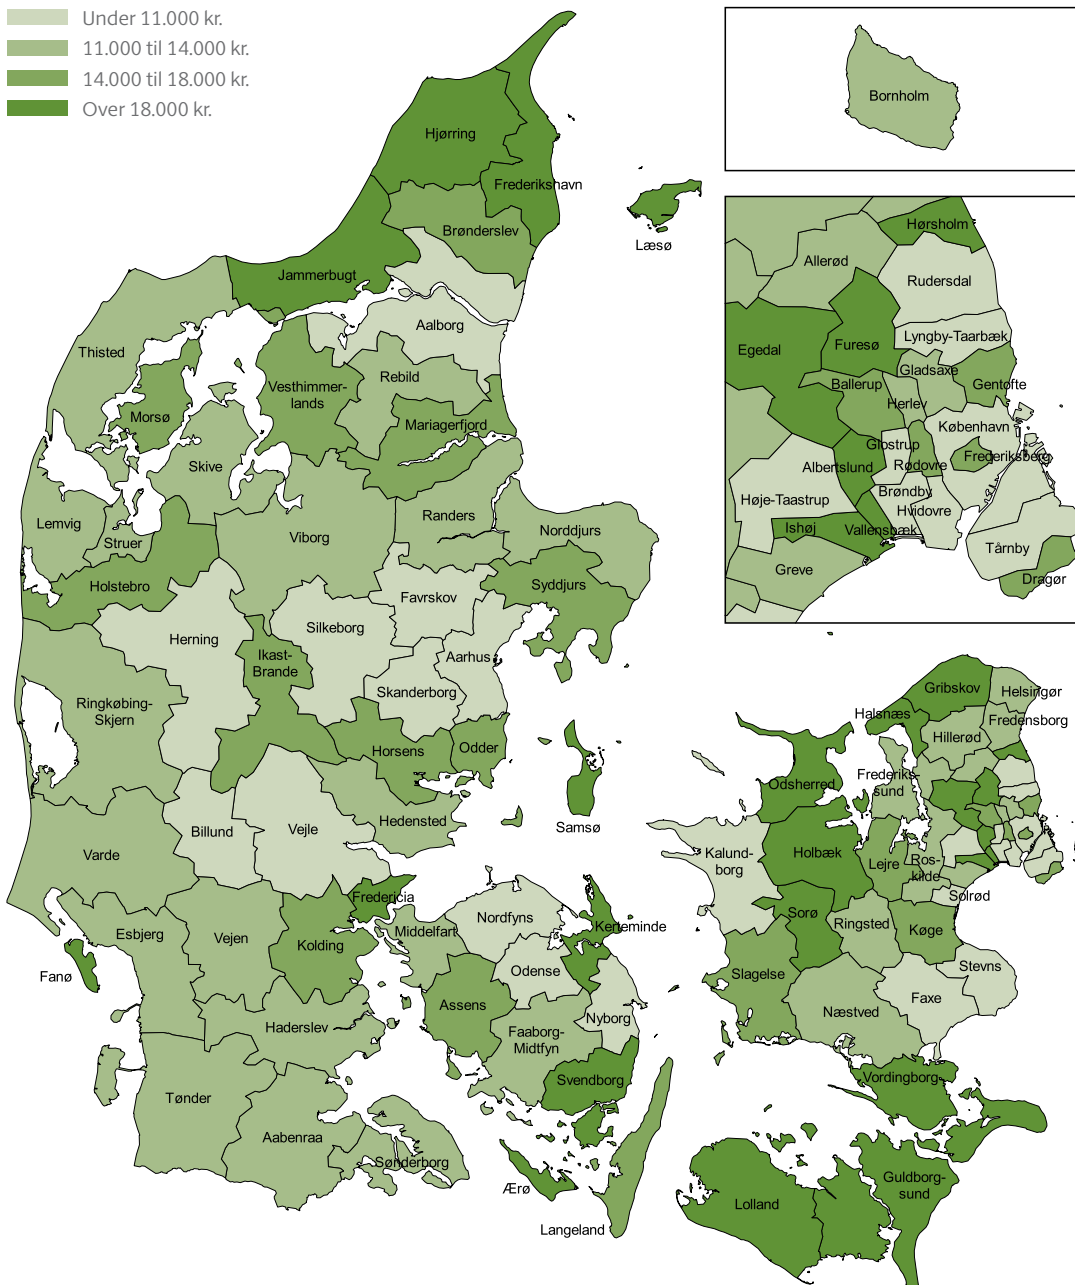 Under 11.000 kr.
11.000 til 14.000 kr.
14.000 til 18.000 kr.
Over 18.000 kr.
Bornholm
Hjørring
Frederikshavn
Læsø
Brønderslev
Jammerbugt
Aalborg
Thisted
Rebild
Vesthimmer-
lands
Morsø
Mariagerfjord
Skive
Lemvig
Struer
Viborg
Randers
Norddjurs
Holstebro
Syddjurs
Favrskov
Herning
Silkeborg
Ikast-
Brande
Aarhus
Skanderborg
Ringkøbing-
Skjern
Horsens
Odder
Hedensted
Samsø
Billund
Vejle
Varde
Fredericia
Esbjerg
Vejen
Kolding
Fanø
Haderslev
Tønder
Aabenraa
Sønderborg
Nordfyns
Middelfart
Kerteminde
Odense
Assens
Nyborg
Faaborg-
Midtfyn
Svendborg
Ærø
Langeland
Hørsholm
Allerød
Rudersdal
Egedal
Furesø
Lyngby-Taarbæk
Gladsaxe
Ballerup
Gentofte
Herlev
København
Glostrup
Frederiksberg
Albertslund
Rødovre
Høje-Taastrup
Brøndby
Hvidovre
Ishøj
Vallensbæk
Tårnby
Greve
Dragør
Gribskov
Helsingør
Halsnæs
Fredensborg
Hillerød
Odsherred
Frederiks-
sund
Kalund-
borg
Holbæk
Lejre
Ros-
kilde
Solrød
Sorø
Ringsted
Køge
Slagelse
Stevns
Næstved
Faxe
Vordingborg
Guldborg-
sund
Lolland